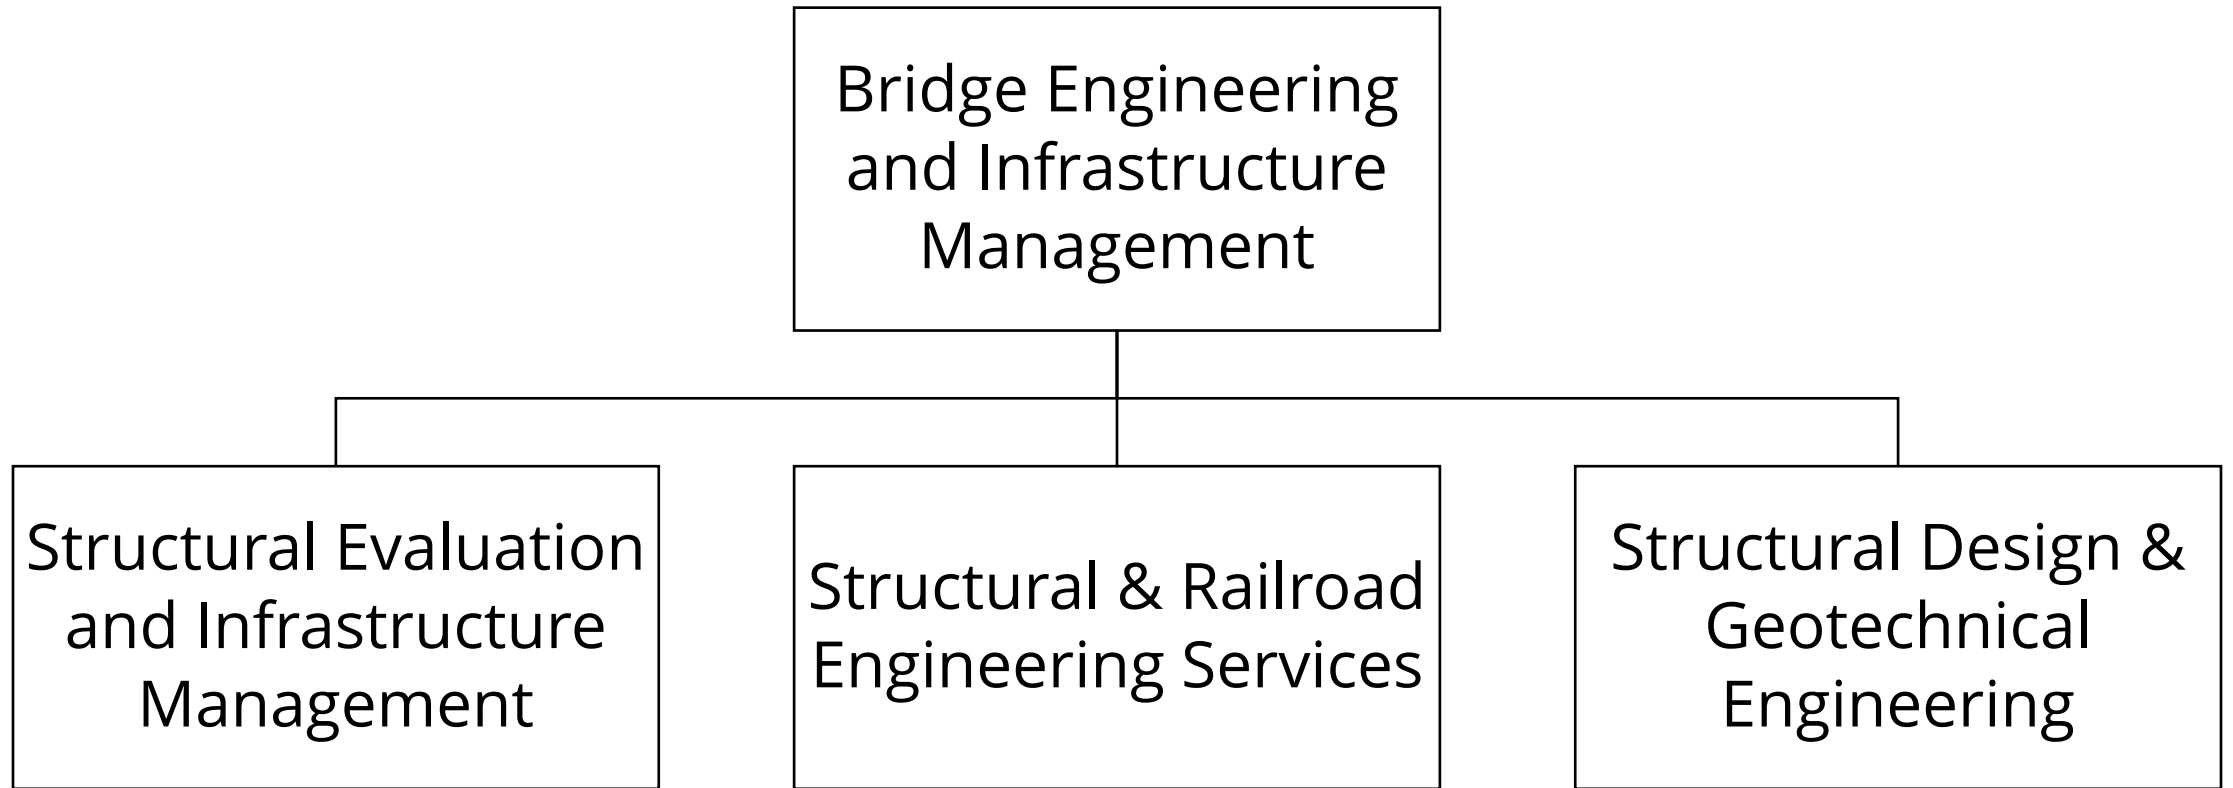 Bridge Engineering
and Infrastructure
Management
Structural Evaluation
and Infrastructure
Management
Structural & Railroad
Engineering Services
Structural Design &
Geotechnical
Engineering